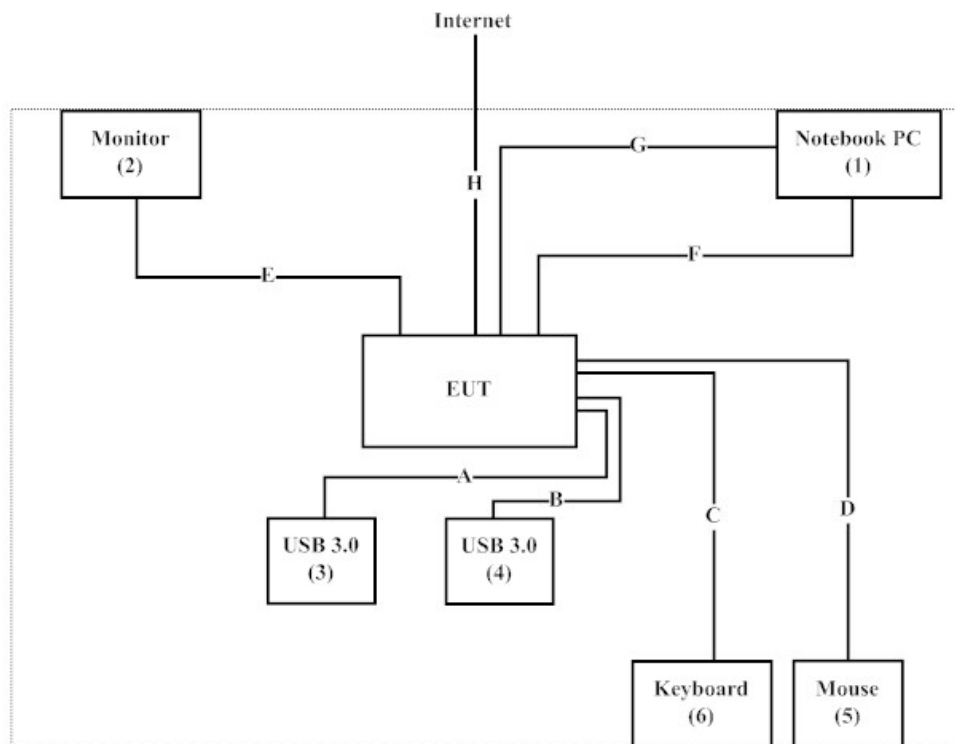 Internet
Monitor
(2)
Notebook PC
(1)
G
H
F
E
EUT
A
B
C
D
USB 3.0
(3)
USB 3.0
(4)
Keyboard
(6)
Mouse
(5)